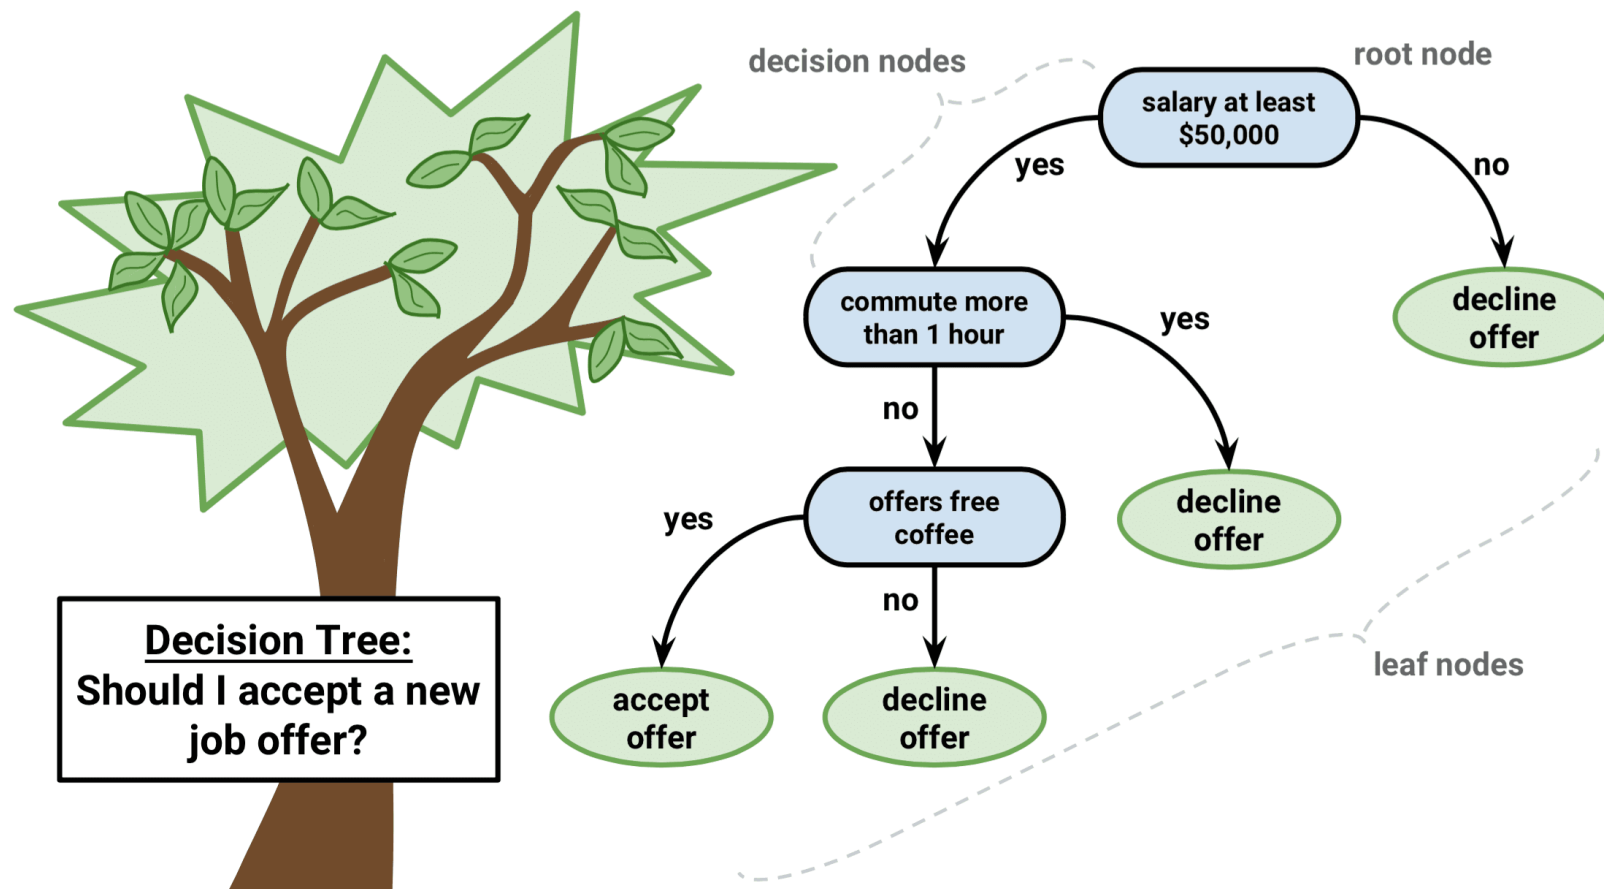 decision nodes
root node
salary at least
$50,000
yes
no
commute more
than 1 hour
decline
offer
yes
no
offers free
coffee
decline
offer
yes
no
accept
offer
decline
offer
leaf nodes
Decision Tree:
Should I accept a new
job offer?